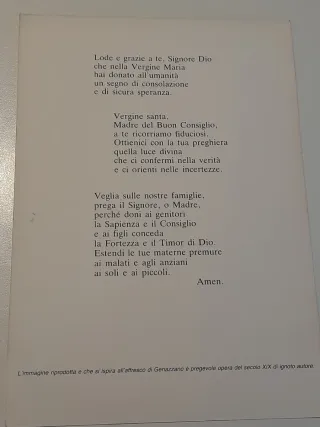 Lode e grazie a te, Signore Dio
che nella Vergine Maria
hai donato all'umanità
un segno di consolazione
e di sicura speranza.
Vergine santa,
Madre del Buon Consiglio,
a te ricorriamo fiduciosi.
Ottienici con la tua preghiera
quella luce divina
che ci confermi nella verità
e ci orienti nelle incertezze.
Veglia sulle nostre famiglie,
prega il Signore, o Madre,
perché doni ai genitori
la Sapienza e il Consiglio
e ai figli conceda
la Fortezza e il Timor di Dio.
Estendi le tue materne premure
ai malati e agli anziani
ai soli e ai piccoli.
Amen.
L'immagine riprodotta e che si ispira all'affresco di Genazzano è pregevole opera del secolo XIX di ignoto autore.